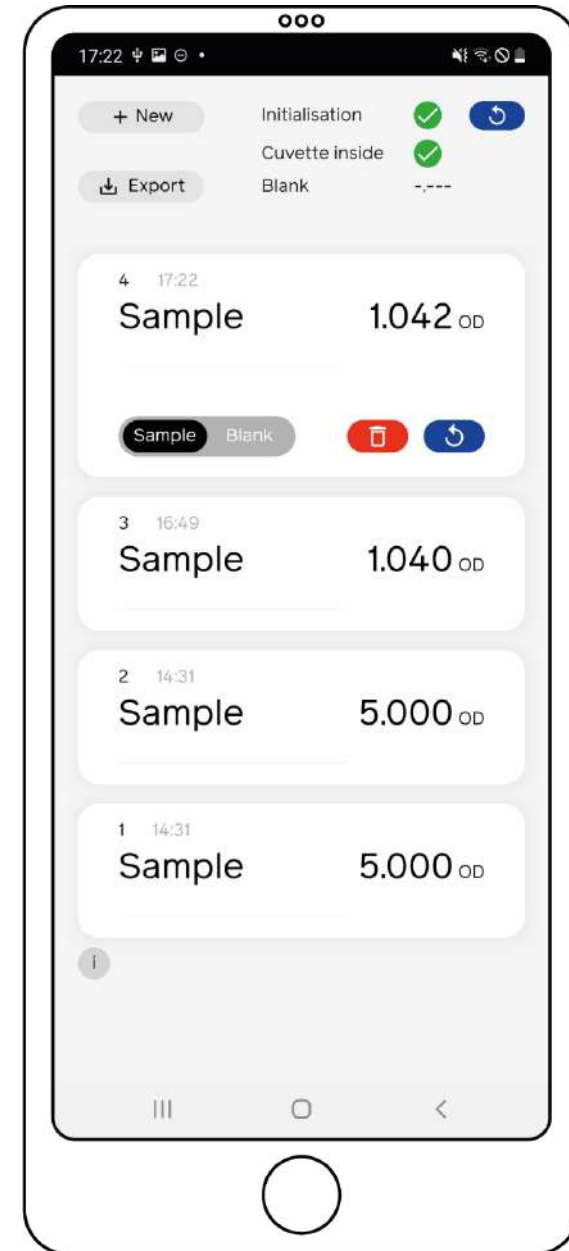 17:22
+ New
Initialisation
Cuvette inside
Export
Blank
-.---
4 17:22
Sample
1.042 OD
Sample Blank
3 16:49
Sample
1.040 OD
2 14:31
Sample
5.000 OD
1 14:31
Sample
5.000 OD
i